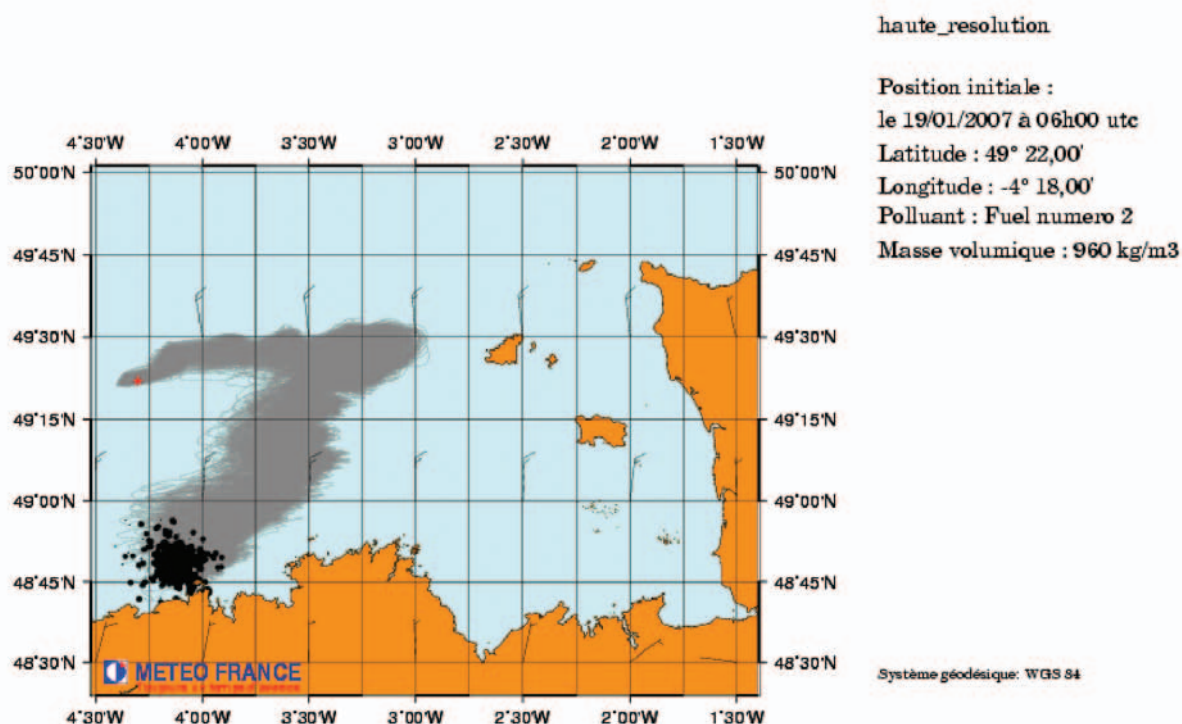 haute_resolution
Position initiale :
le 19/01/2007 à 06h00 utc
Latitude : 49° 22,00'
Longitude : -4° 18,00'
Polluant : Fuel numero 2
Masse volumique : 960 kg/m3
4°30'W 4°00'W 3°30'W 3°00'W 2°30'W 2°00'W 1°30'W
50°00'N 50°00'N
49°45'N 49°45'N
49°30'N 49°30'N
49°15'N 49°15'N
49°00'N 49°00'N
48°45'N 48°45'N
48°30'N 48°30'N
METEO FRANCE
4°30'W 4°00'W 3°30'W 3°00'W 2°30'W 2°00'W 1°30'W
Système géodésique: WGS 84